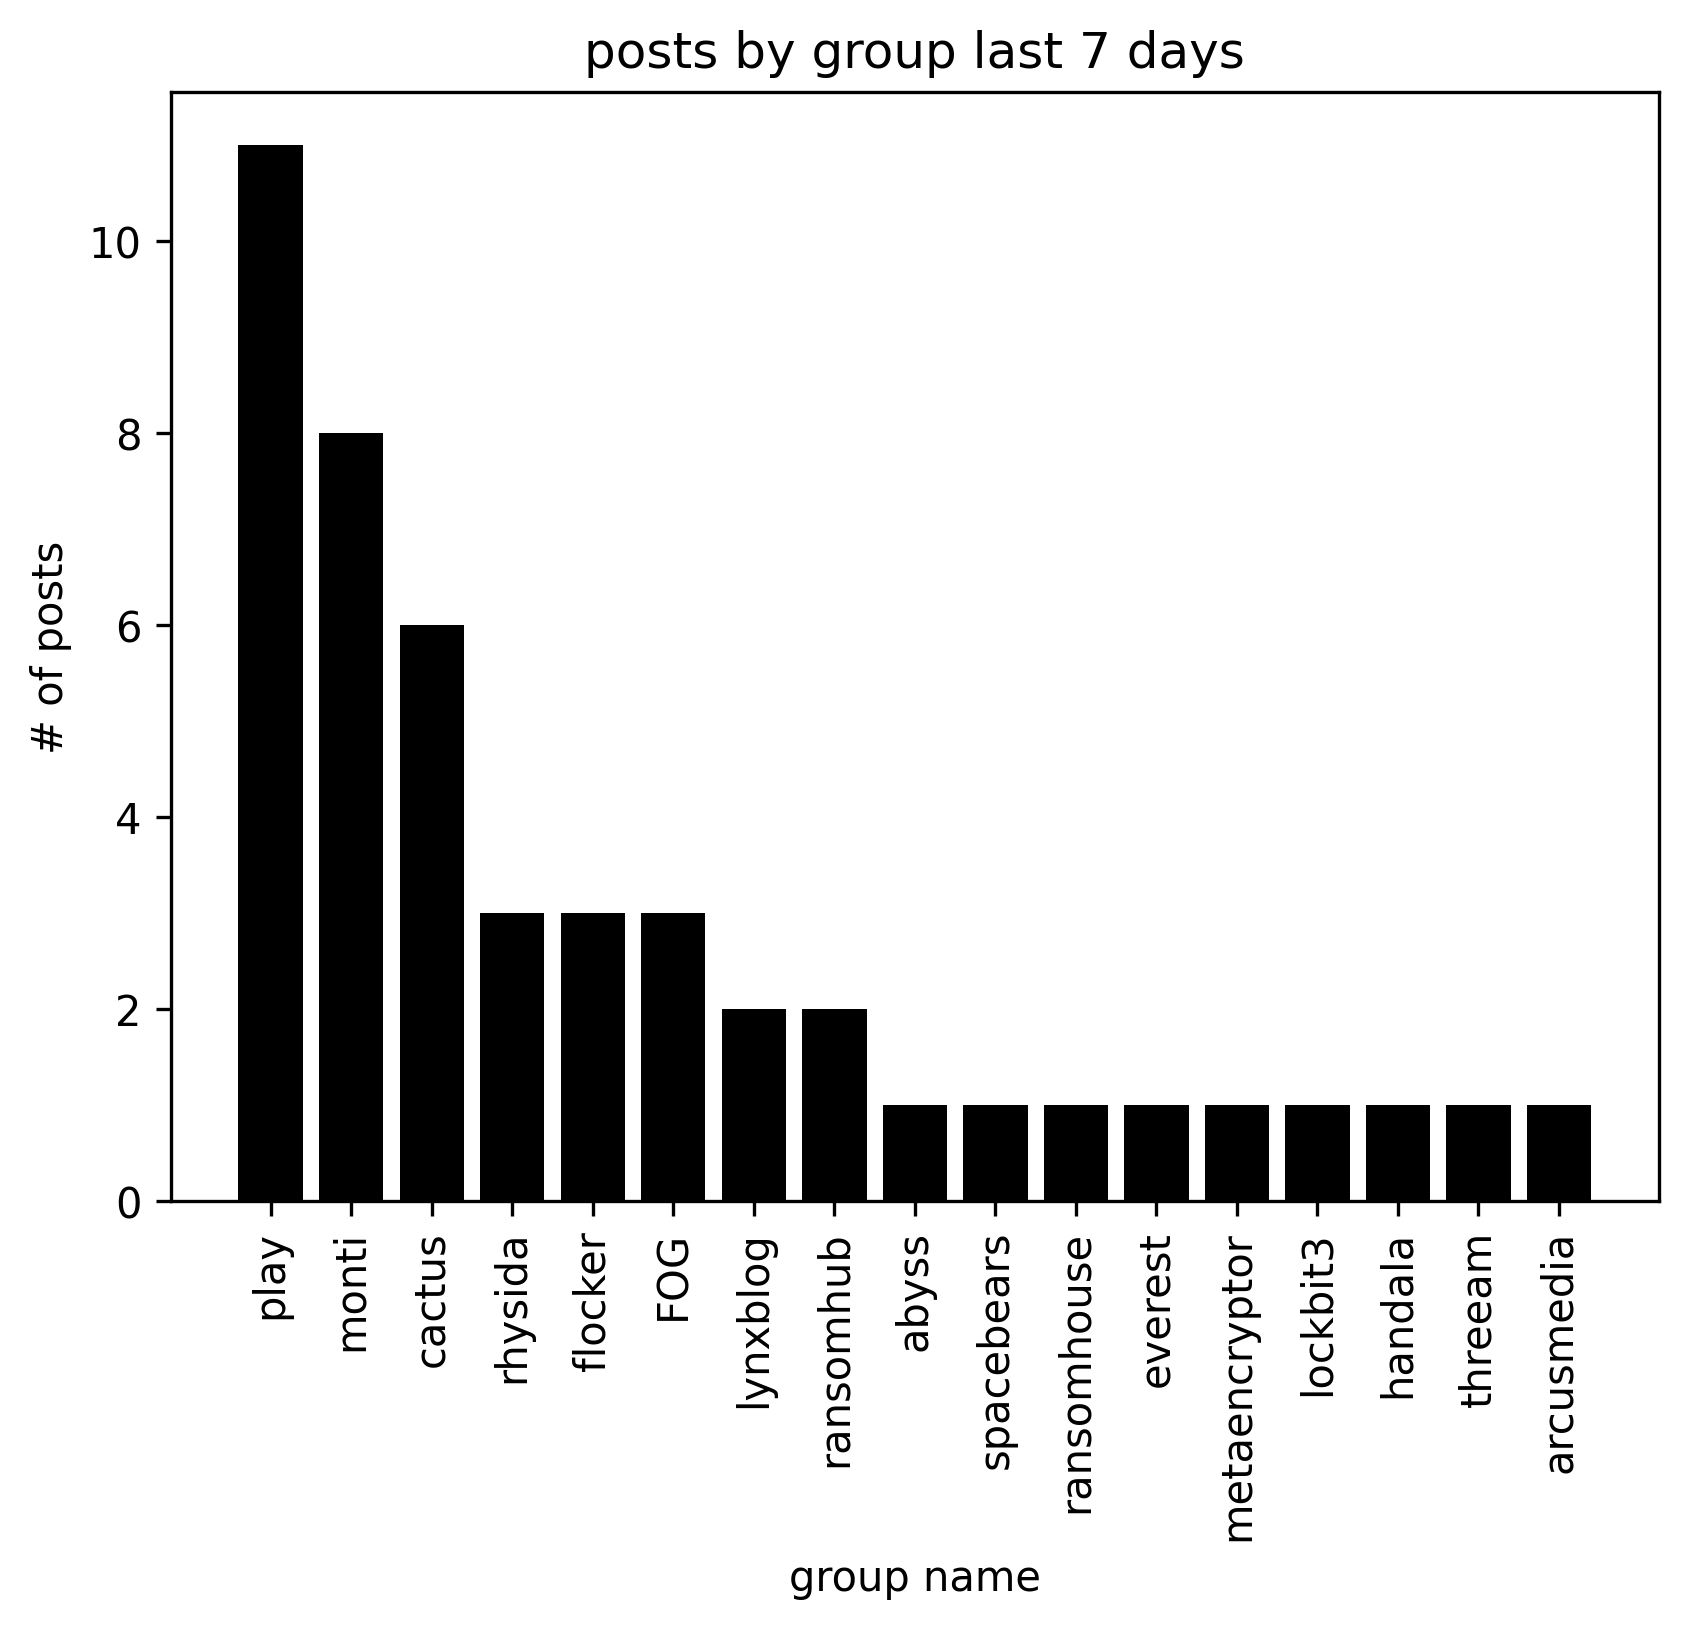 posts by group last 7 days
# of posts
10
8
6
4
2
0
play
monti
cactus
rhysida
flocker
FOG
lynxblog
ransomhub
abyss
spacebears
ransomhouse
everest
metaencryptor
lockbit3
handala
threeam
arcusmedia
group name